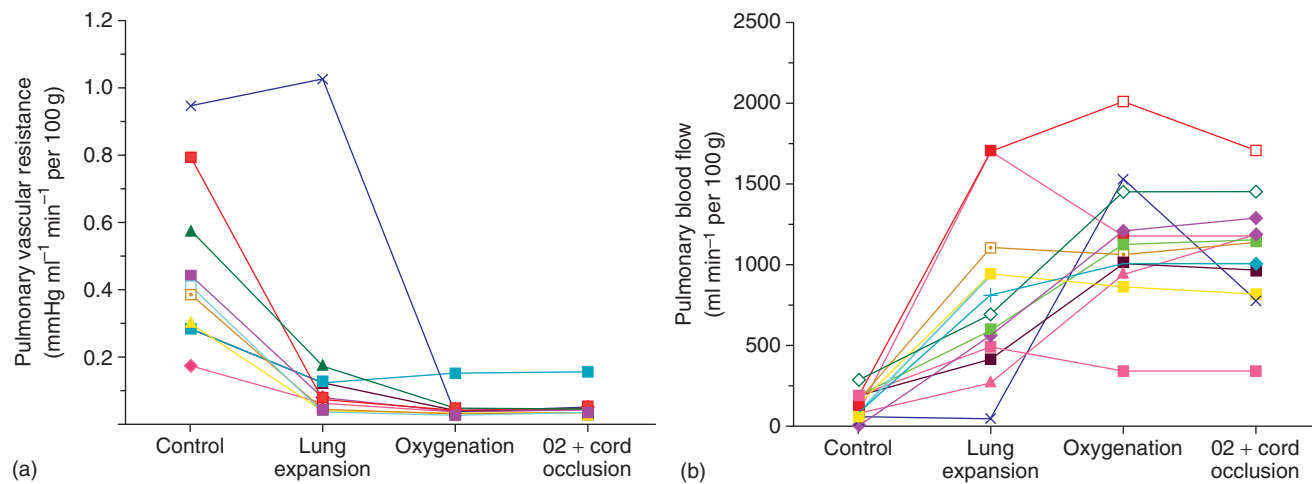 Pulmonary vascular resistance
(mmHg ml⁻¹ min⁻¹ per 100 g)
1.2
1.0
0.8
0.6
0.4
0.2
Control
Lung
expansion
Oxygenation
02 + cord
occlusion
(a)
Pulmonary blood flow
(ml min⁻¹ per 100 g)
2500
2000
1500
1000
500
0
Control
Lung
expansion
Oxygenation
02 + cord
occlusion
(b)